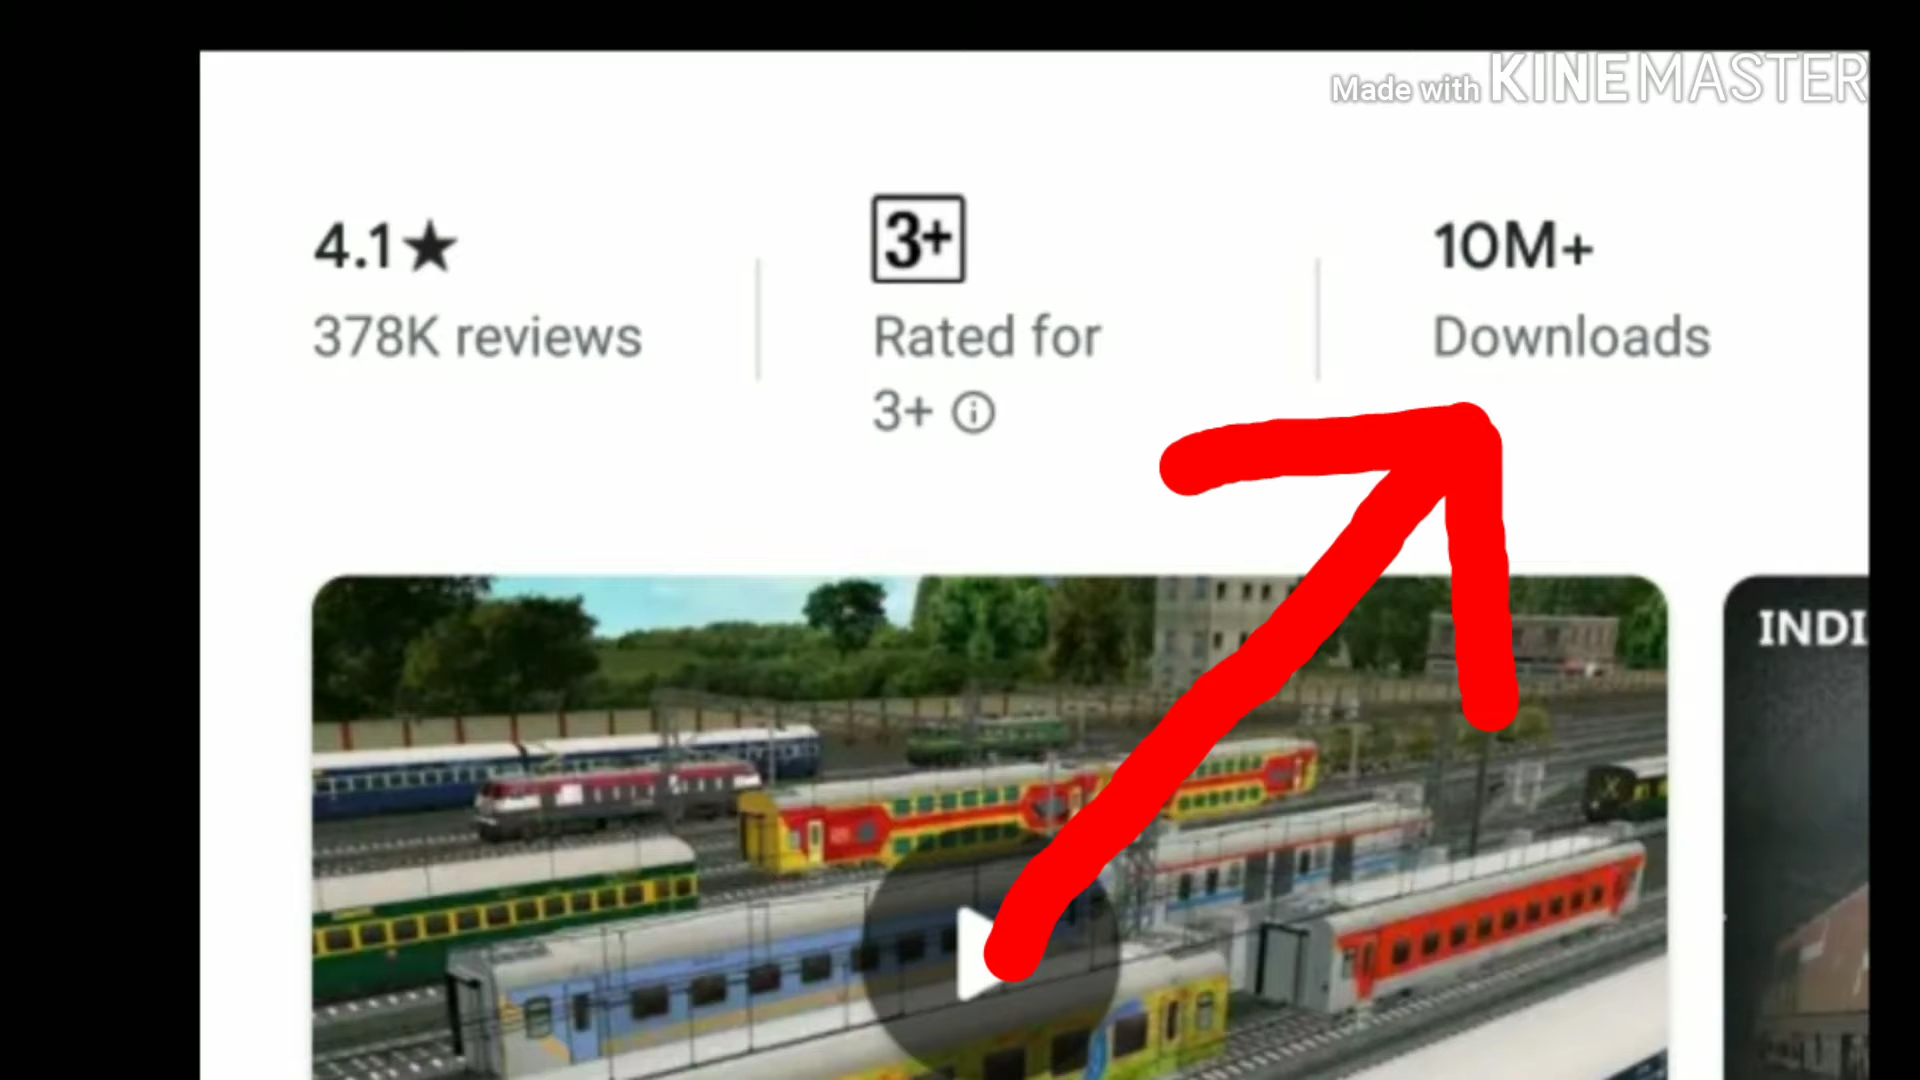 Made with KINEMASTER
4.1★
378K reviews
3+
Rated for
3+
10M+
Downloads
INDI